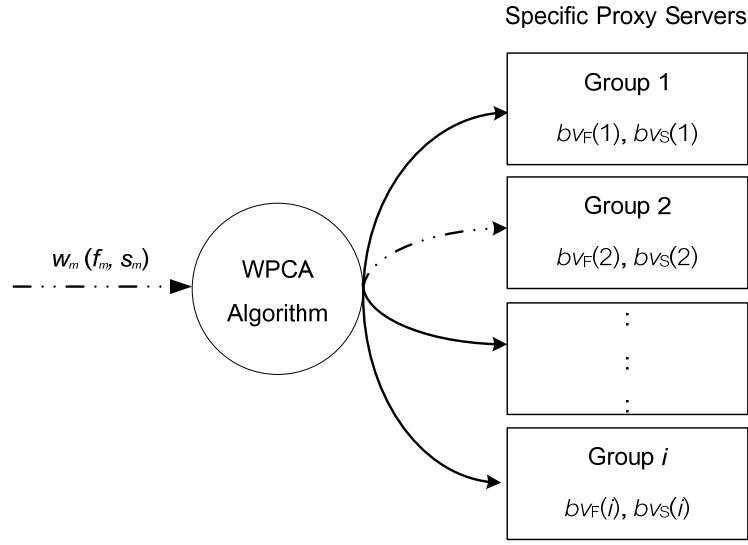 Specific Proxy Servers
Group 1
bvF(1), bvS(1)
wm (fm, sm)
WPCA
Algorithm
Group 2
bvF(2), bvS(2)
:
:
:
Group i
bvF(i), bvS(i)